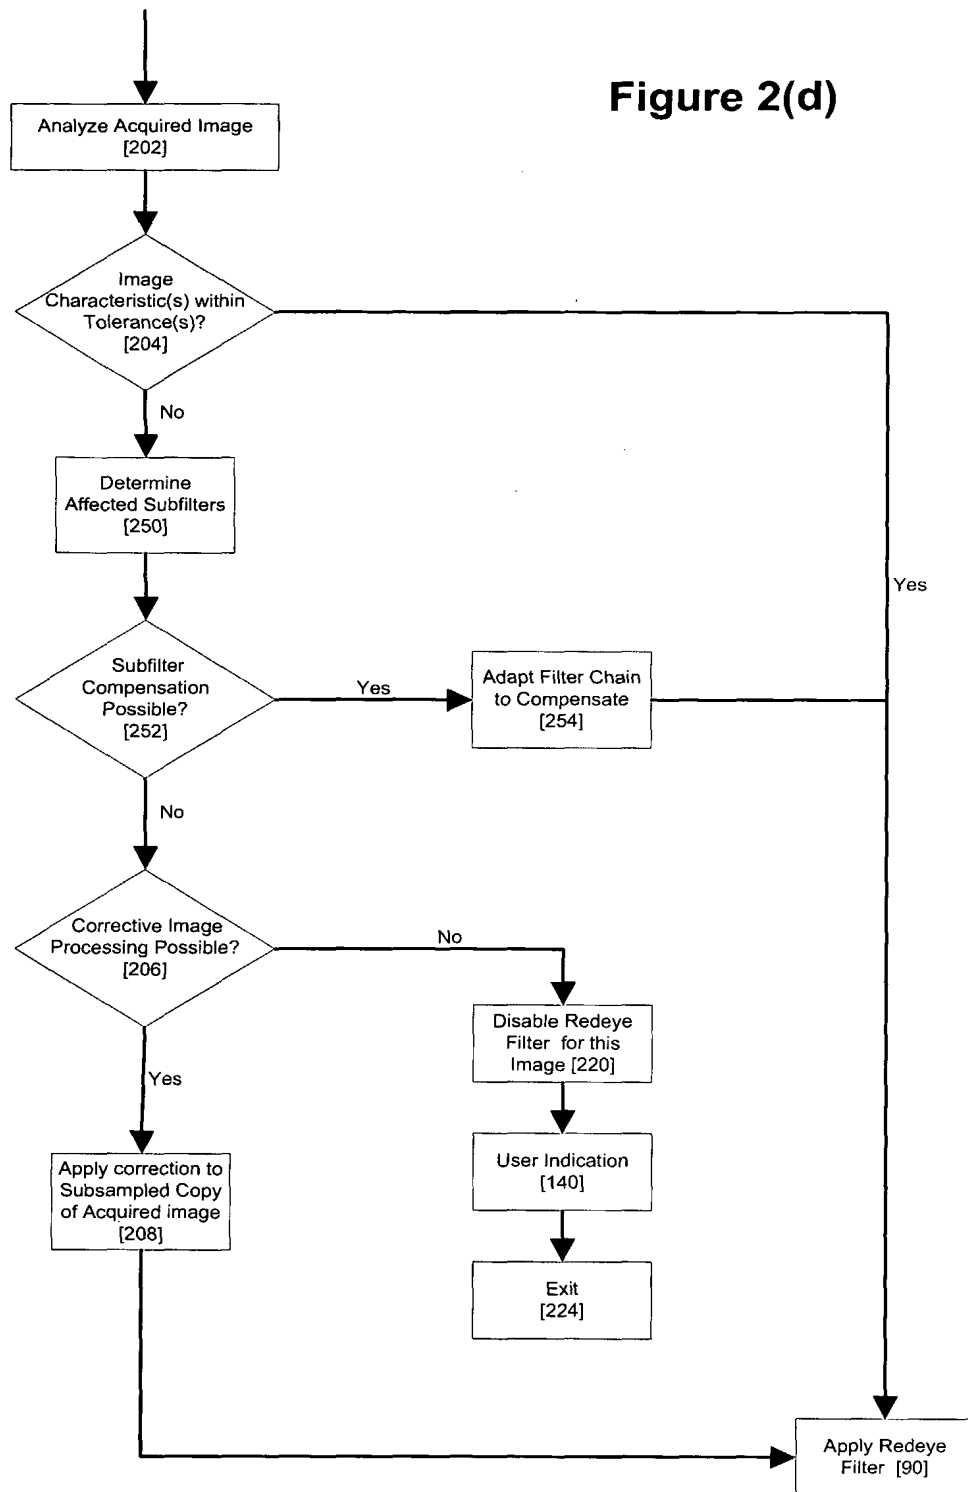 Figure 2(d)
Analyze Acquired Image
[202]
Image
Characteristic(s) within
Tolerance(s)?
[204]
No
Determine
Affected Subfilters
[250]
Yes
Subfilter
Compensation
Possible?
[252]
Yes
Adapt Filter Chain
to Compensate
[254]
No
Corrective Image
Processing Possible?
[206]
No
Disable Redeye
Filter for this
Image [220]
Yes
User Indication
[140]
Apply correction to
Subsampled Copy
of Acquired image
[208]
Exit
[224]
Apply Redeye
Filter [90]